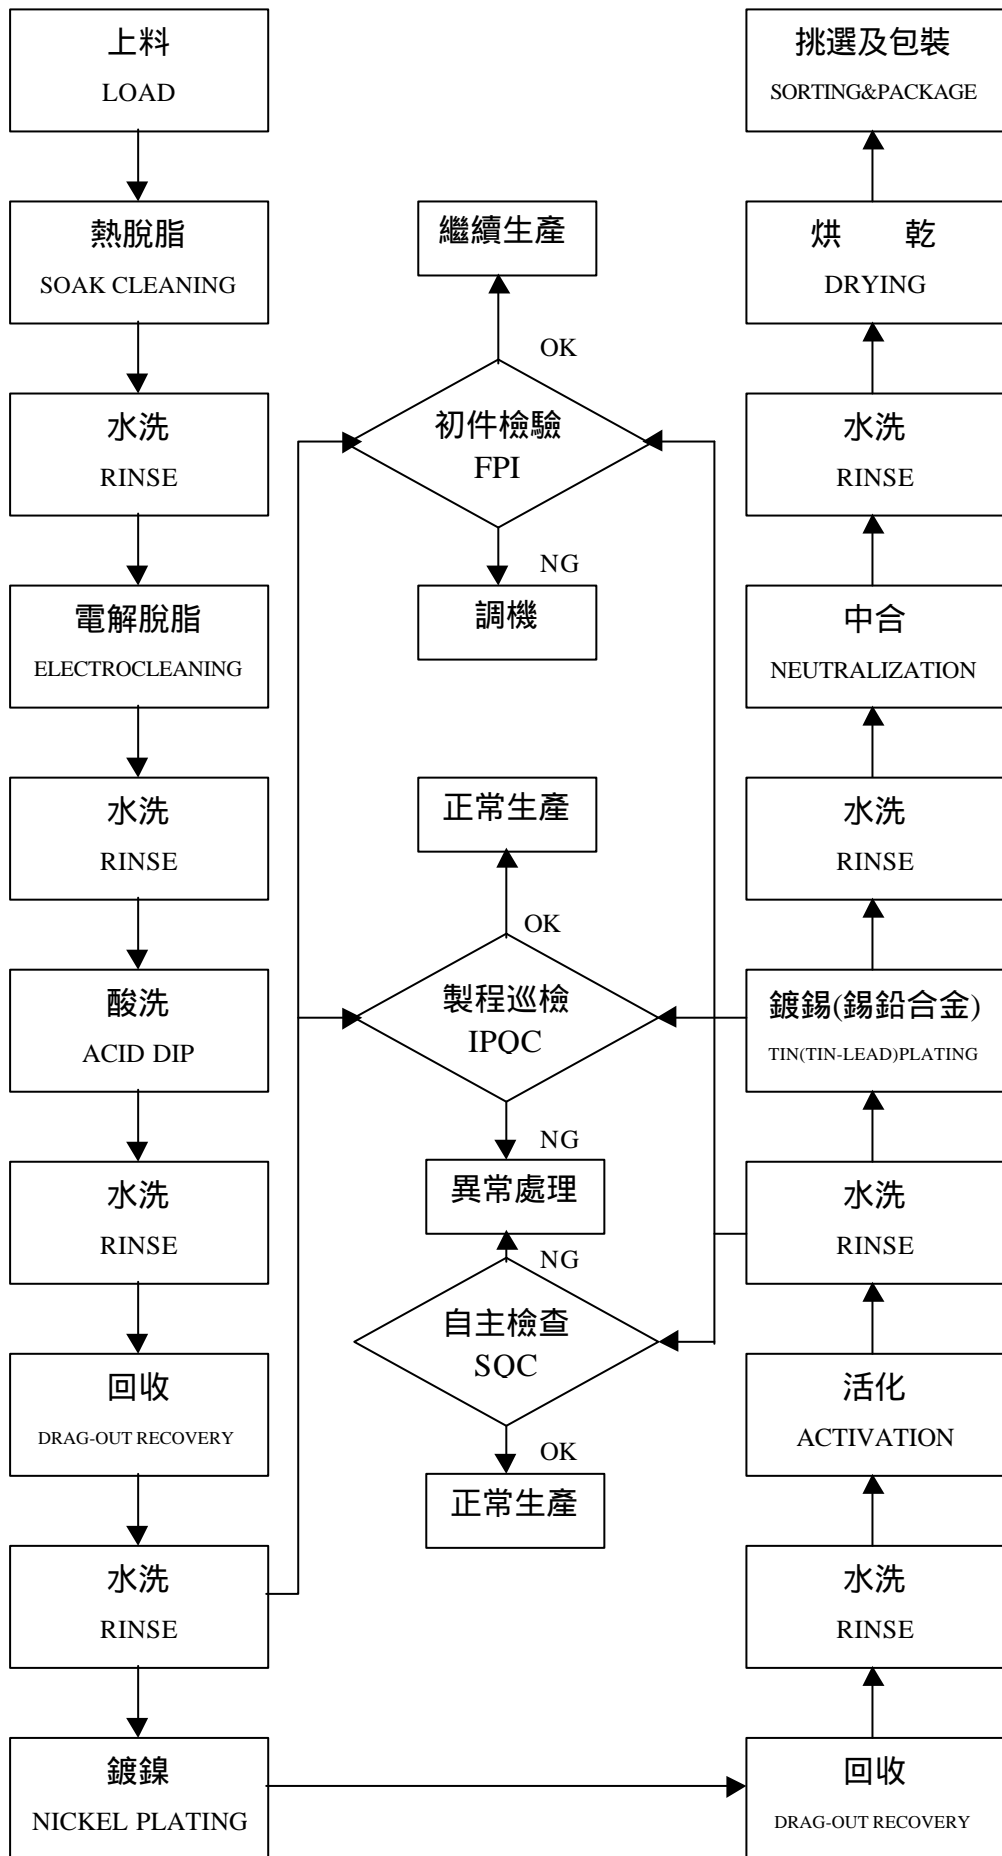 上料
LOAD
熱脫脂
SOAK CLEANING
水洗
RINSE
電解脫脂
ELECTROCLEANING
水洗
RINSE
酸洗
ACID DIP
水洗
RINSE
回收
DRAG-OUT RECOVERY
水洗
RINSE
鍍鎳
NICKEL PLATING
繼續生產
OK
初件檢驗
FPI
NG
調機
正常生產
OK
製程巡檢
IPQC
NG
異常處理
NG
自主檢查
SQC
OK
正常生產
挑選及包裝
SORTING&PACKAGE
烘 乾
DRYING
水洗
RINSE
中合
NEUTRALIZATION
水洗
RINSE
鍍錫(錫鉛合金)
TIN(TIN-LEAD)PLATING
水洗
RINSE
活化
ACTIVATION
水洗
RINSE
回收
DRAG-OUT RECOVERY